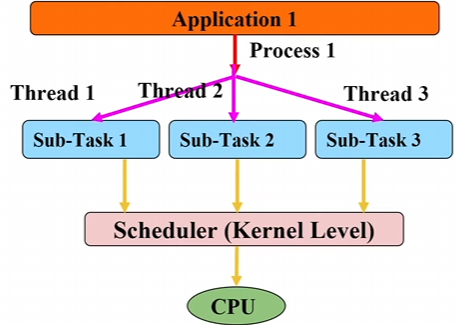 Application 1
Process 1
Thread 1
Thread 2
Thread 3
Sub-Task 1
Sub-Task 2
Sub-Task 3
Scheduler (Kernel Level)
CPU